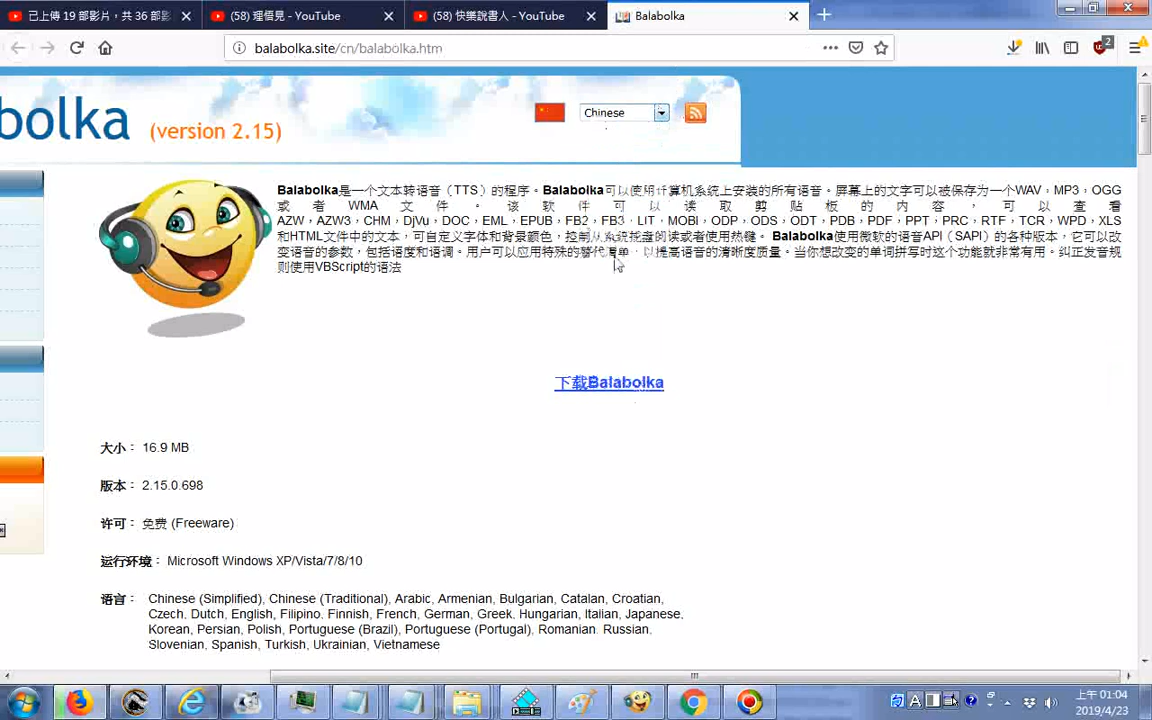 已上傳 19 部影片，共 36 部影
(58) 理悟見 - YouTube
(58) 快樂說書人 - YouTube
Balabolka
balabolka.site/cn/balabolka.htm
2
bolka (version 2.15)
Chinese
Balabolka是一个文本转语音（TTS）的程序。Balabolka可以使用计算机系统上安装的所有语音。屏幕上的文字可以被保存为一个WAV，MP3，OGG
或者WMA文件。该软件可以读取剪贴板的内容，可以查看
AZW，AZW3，CHM，DjVu，DOC，EML，EPUB，FB2，FB3，LIT，MOBI，ODP，ODS，ODT，PDB，PDF，PPT，PRC，RTF，TCR，WPD，XLS
和HTML文件中的文本，可自定义字体和背景颜色，控制从系统托盘的读或者使用热键。 Balabolka使用微软的语音API（SAPI）的各种版本，它可以改
变语音的参数，包括语度和语调。用户可以应用特殊的替代清单，以提高语音的清晰度质量。当你想改变的单词拼写时这个功能就非常有用。纠正发音规
则使用VBScript的语法
下载Balabolka
大小： 16.9 MB
版本： 2.15.0.698
许可： 免费 (Freeware)
运行环境： Microsoft Windows XP/Vista/7/8/10
语言： Chinese (Simplified), Chinese (Traditional), Arabic, Armenian, Bulgarian, Catalan, Croatian,
Czech, Dutch, English, Filipino, Finnish, French, German, Greek, Hungarian, Italian, Japanese,
Korean, Persian, Polish, Portuguese (Brazil), Portuguese (Portugal), Romanian, Russian,
Slovenian, Spanish, Turkish, Ukrainian, Vietnamese
上午 01:04
2019/4/23